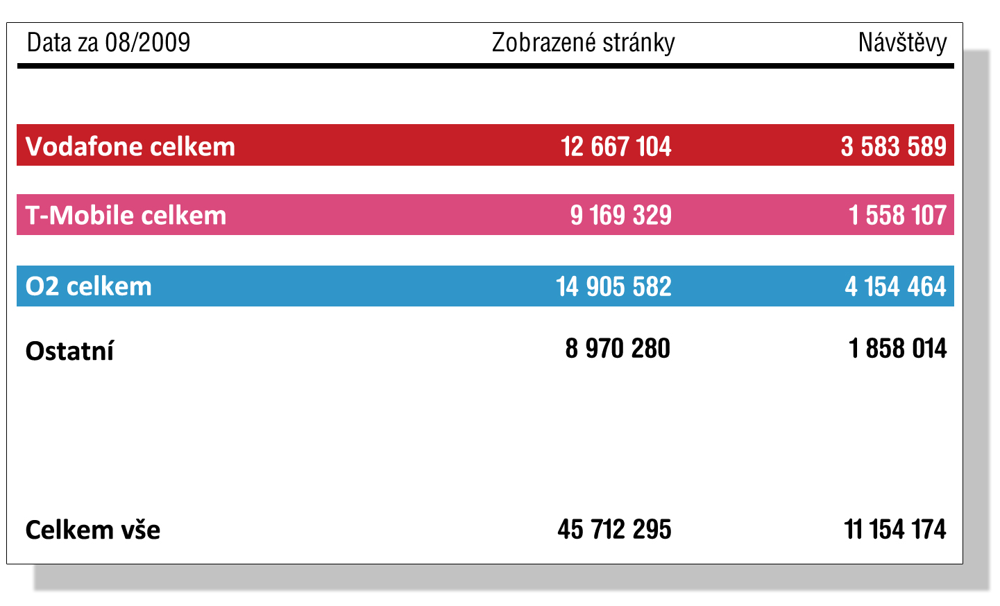 Data za 08/2009 Zobrazené stránky Návštěvy
Vodafone celkem 12 667 104 3 583 589
T-Mobile celkem 9 169 329 1 558 107
O2 celkem 14 905 582 4 154 464
Ostatní 8 970 280 1 858 014
Celkem vše 45 712 295 11 154 174